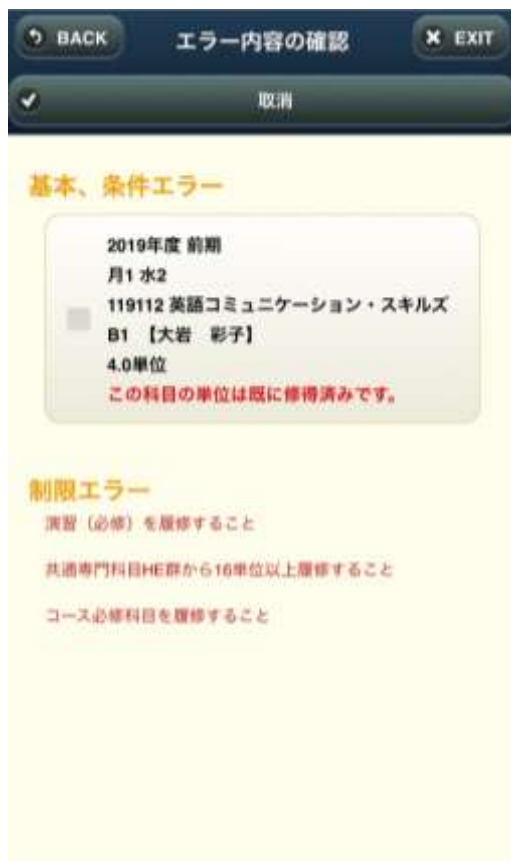 BACK
エラー内容の確認
EXIT
取消
基本、条件エラー
2019年度 前期
月1 水2
119112 英語コミュニケーション・スキルズ
B1 【大岩 彩子】
4.0単位
この科目の単位は既に修得済みです。
制限エラー
演習（必修）を履修すること
共通専門科目HE群から16単位以上履修すること
コース必修科目を履修すること